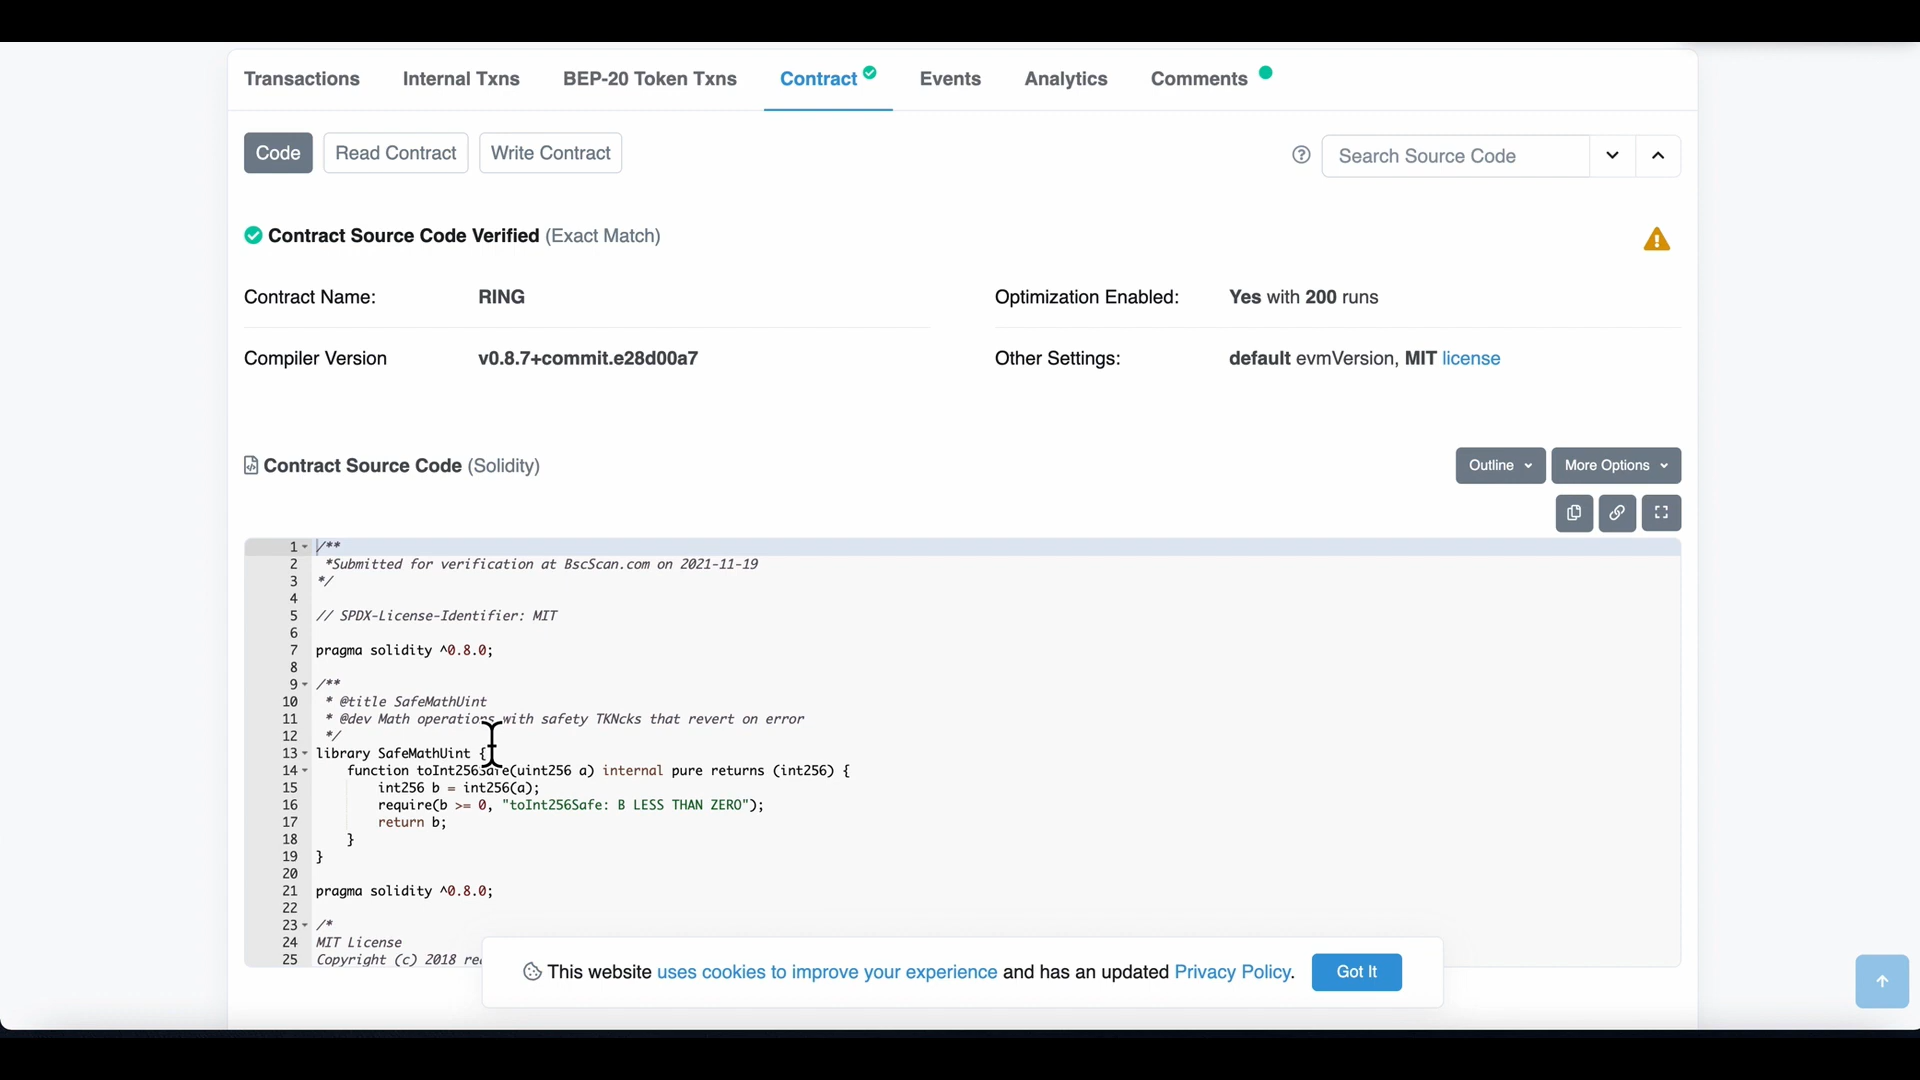 Transactions Internal Txns BEP-20 Token Txns Contract Events Analytics Comments
Code Read Contract Write Contract Search Source Code
Contract Source Code Verified (Exact Match)
Contract Name: RING Optimization Enabled: Yes with 200 runs
Compiler Version v0.8.7+commit.e28d00a7 Other Settings: default evmVersion, MIT license
Contract Source Code (Solidity) Outline More Options
1 /**
2 *Submitted for verification at BscScan.com on 2021-11-19
3 */
4
5 // SPDX-License-Identifier: MIT
6
7 pragma solidity ^0.8.0;
8
9 /**
10 * @title SafeMathUint
11 * @dev Math operations with safety TKNcks that revert on error
12 */
13 library SafeMathUint {
14 function toInt256Safe(uint256 a) internal pure returns (int256) {
15 int256 b = int256(a);
16 require(b >= 0, "toInt256Safe: B LESS THAN ZERO");
17 return b;
18 }
19 }
20
21 pragma solidity ^0.8.0;
22
23 /*
24 MIT License
25 Copyright (c) 2018
This website uses cookies to improve your experience and has an updated Privacy Policy. Got It